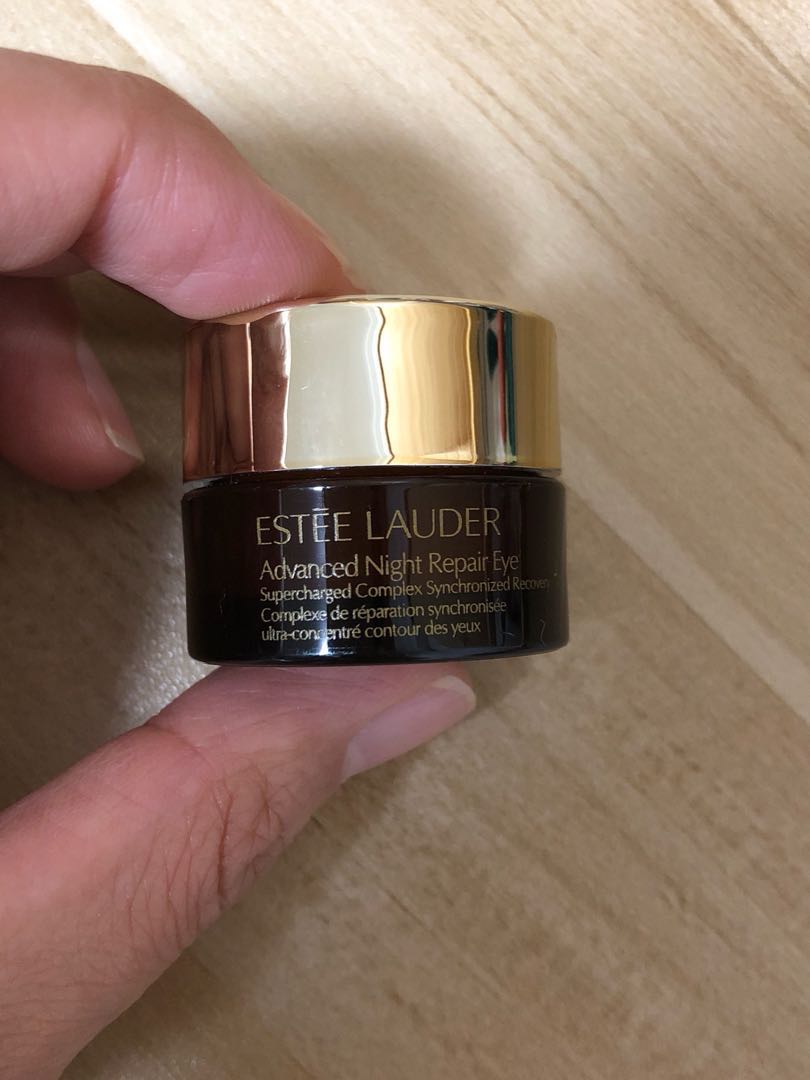 ESTĒE LAUDER
Advanced Night Repair Eye
Supercharged Complex Synchronized Recovery
Complexe de réparation synchronisée
ultra-concentré contour des yeux